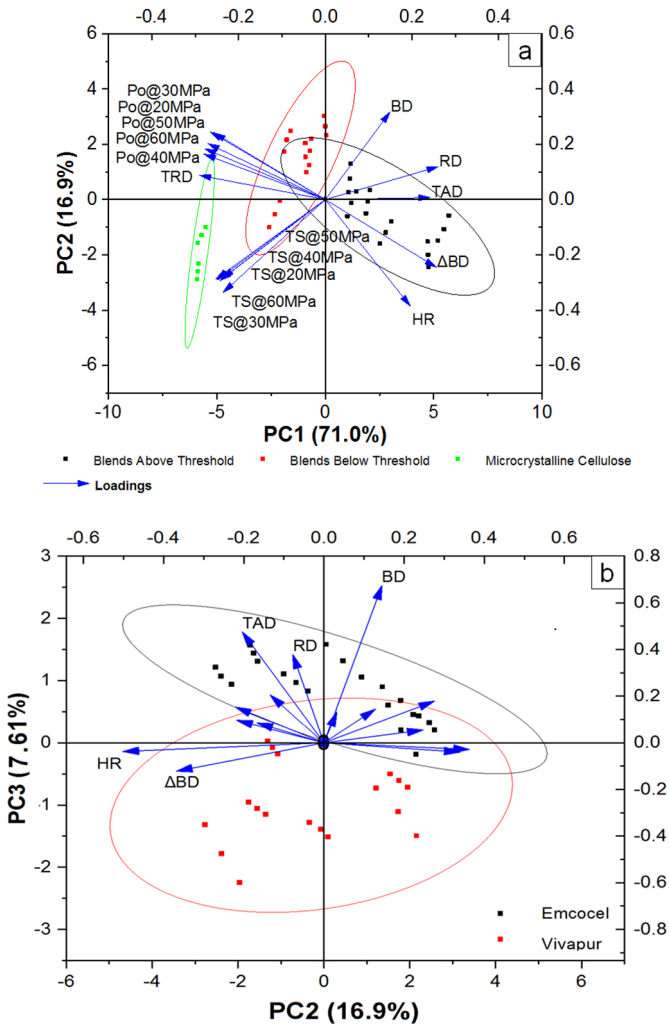 -0.4 -0.2 0.0 0.2 0.4
a
6 0.6
4 0.4
2 0.2
0 0.0
-2 -0.2
-4 -0.4
-6 -0.6
PC2 (16.9%)
Po@30MPa
Po@20MPa
Po@50MPa
Po@60MPa
Po@40MPa
TRD
BD
RD
TAD
TS@50MPa
TS@40MPa
TS@20MPa
ΔBD
TS@60MPa
HR
TS@30MPa
-10 -5 0 5 10
PC1 (71.0%)
Blends Above Threshold Blends Below Threshold Microcrystalline Cellulose
Loadings
-0.6 -0.4 -0.2 0.0 0.2 0.4 0.6
b
3 0.8
2 0.6
0.4
1 0.2
0 0.0
-1 -0.2
-0.4
-2 -0.6
-3 -0.8
PC3 (7.61%)
BD
TAD
RD
HR
ΔBD
Emcocel
Vivapur
-6 -4 -2 0 2 4 6
PC2 (16.9%)